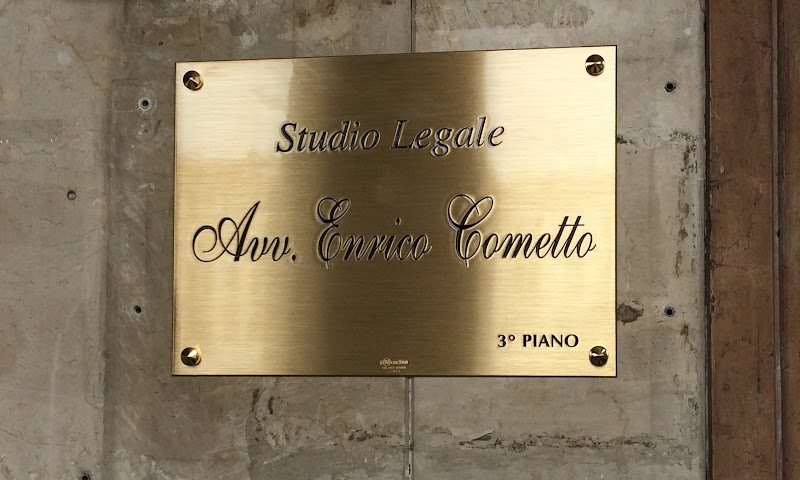 Studio Legale
Avv. Enrico Cometto
3° PIANO